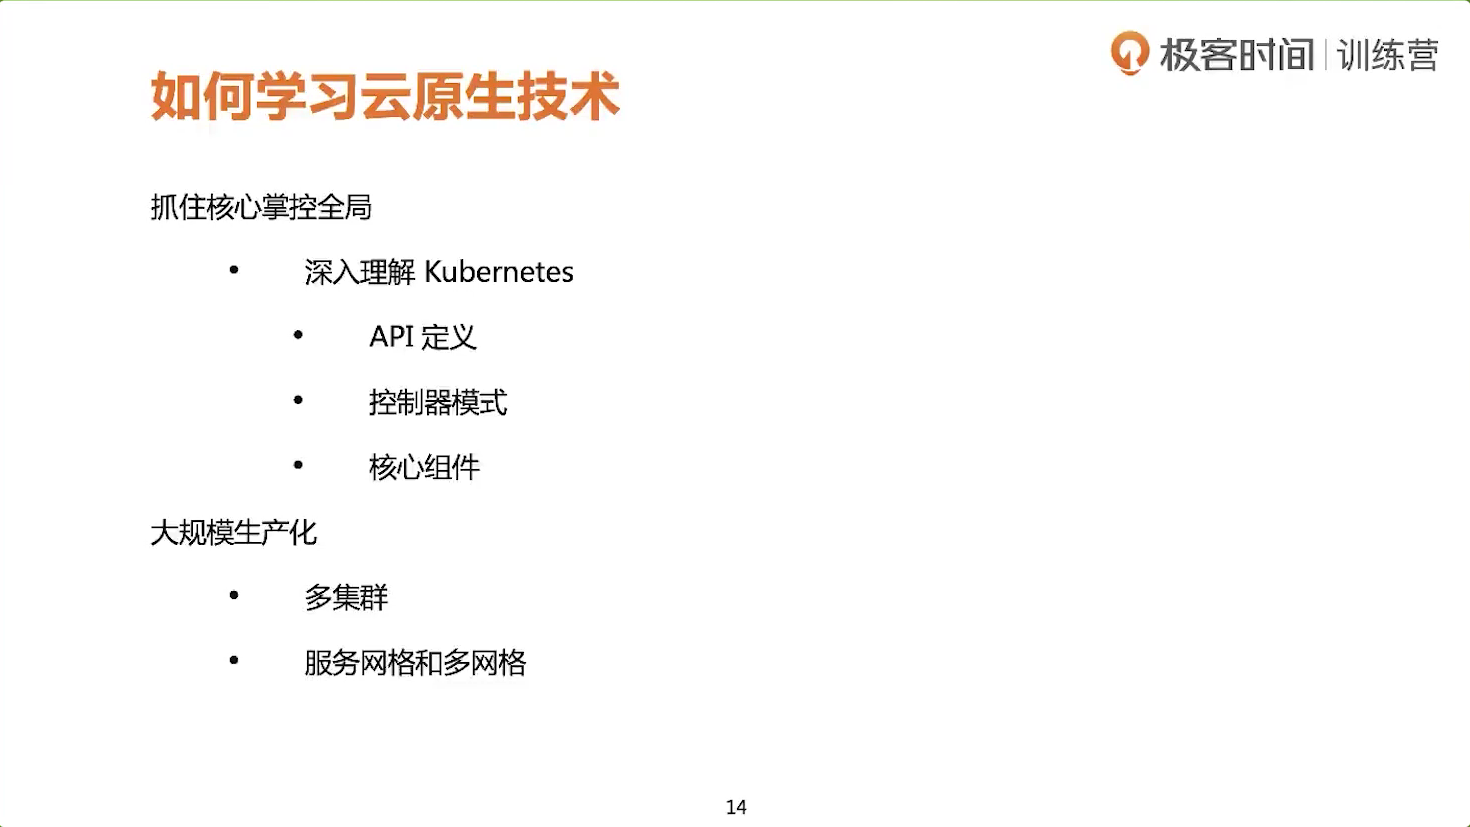 极客时间 | 训练营
如何学习云原生技术
抓住核心掌控全局
• 深入理解 Kubernetes
• API 定义
• 控制器模式
• 核心组件
大规模生产化
• 多集群
• 服务网格和多网格
14